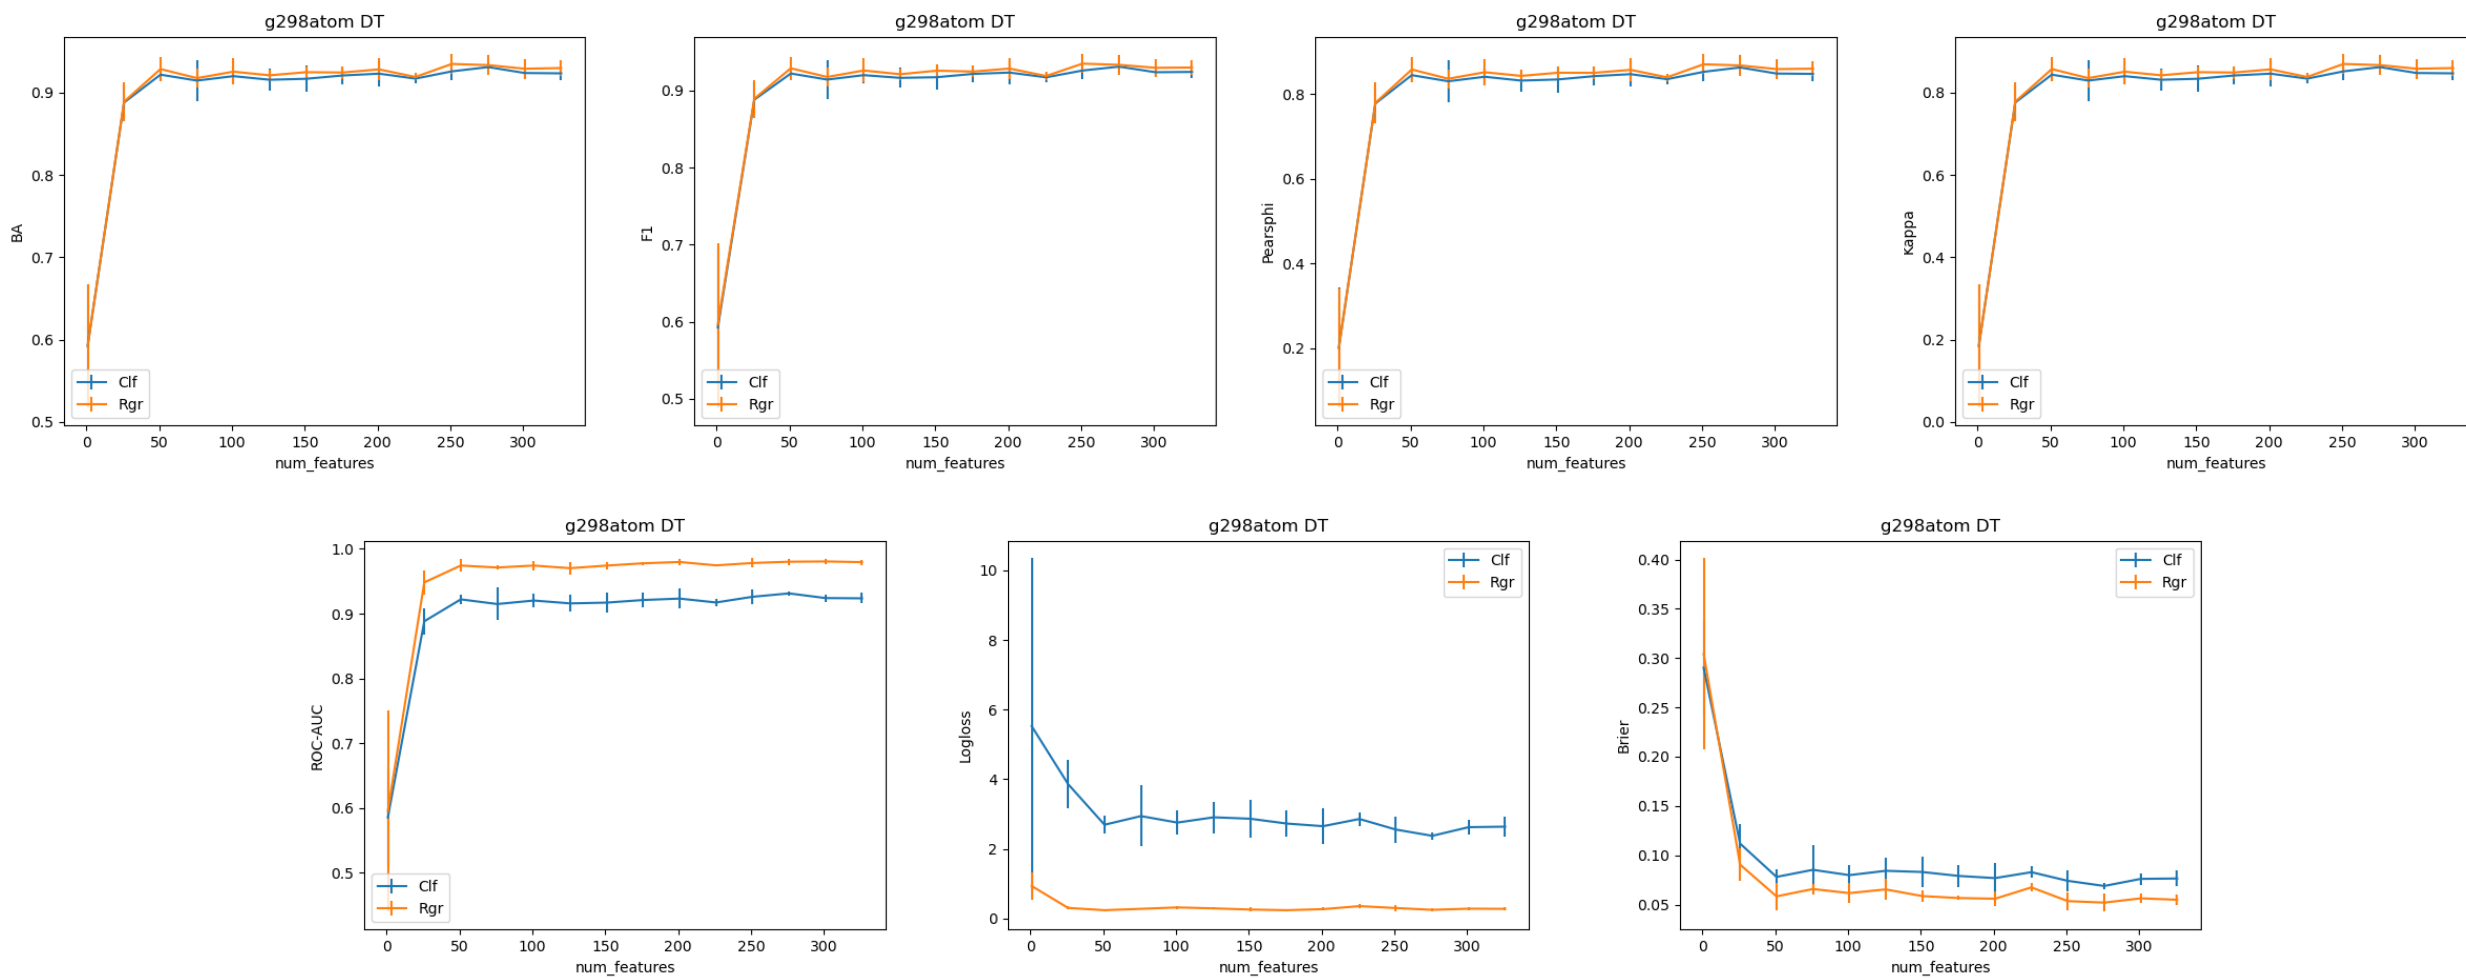 g298atom DT
g298atom DT
g298atom DT
g298atom DT
BA
0.9
0.8
0.7
0.6
0.5
Clf
Rgr
0 50 100 150 200 250 300
num_features
F1
0.9
0.8
0.7
0.6
0.5
Clf
Rgr
0 50 100 150 200 250 300
num_features
Pearsphi
0.8
0.6
0.4
0.2
Clf
Rgr
0 50 100 150 200 250 300
num_features
Kappa
0.8
0.6
0.4
0.2
0.0
Clf
Rgr
0 50 100 150 200 250 300
num_features
g298atom DT
g298atom DT
g298atom DT
ROC-AUC
1.0
0.9
0.8
0.7
0.6
0.5
Clf
Rgr
0 50 100 150 200 250 300
num_features
Logloss
10
8
6
4
2
0
Clf
Rgr
0 50 100 150 200 250 300
num_features
Brier
0.40
0.35
0.30
0.25
0.20
0.15
0.10
0.05
Clf
Rgr
0 50 100 150 200 250 300
num_features